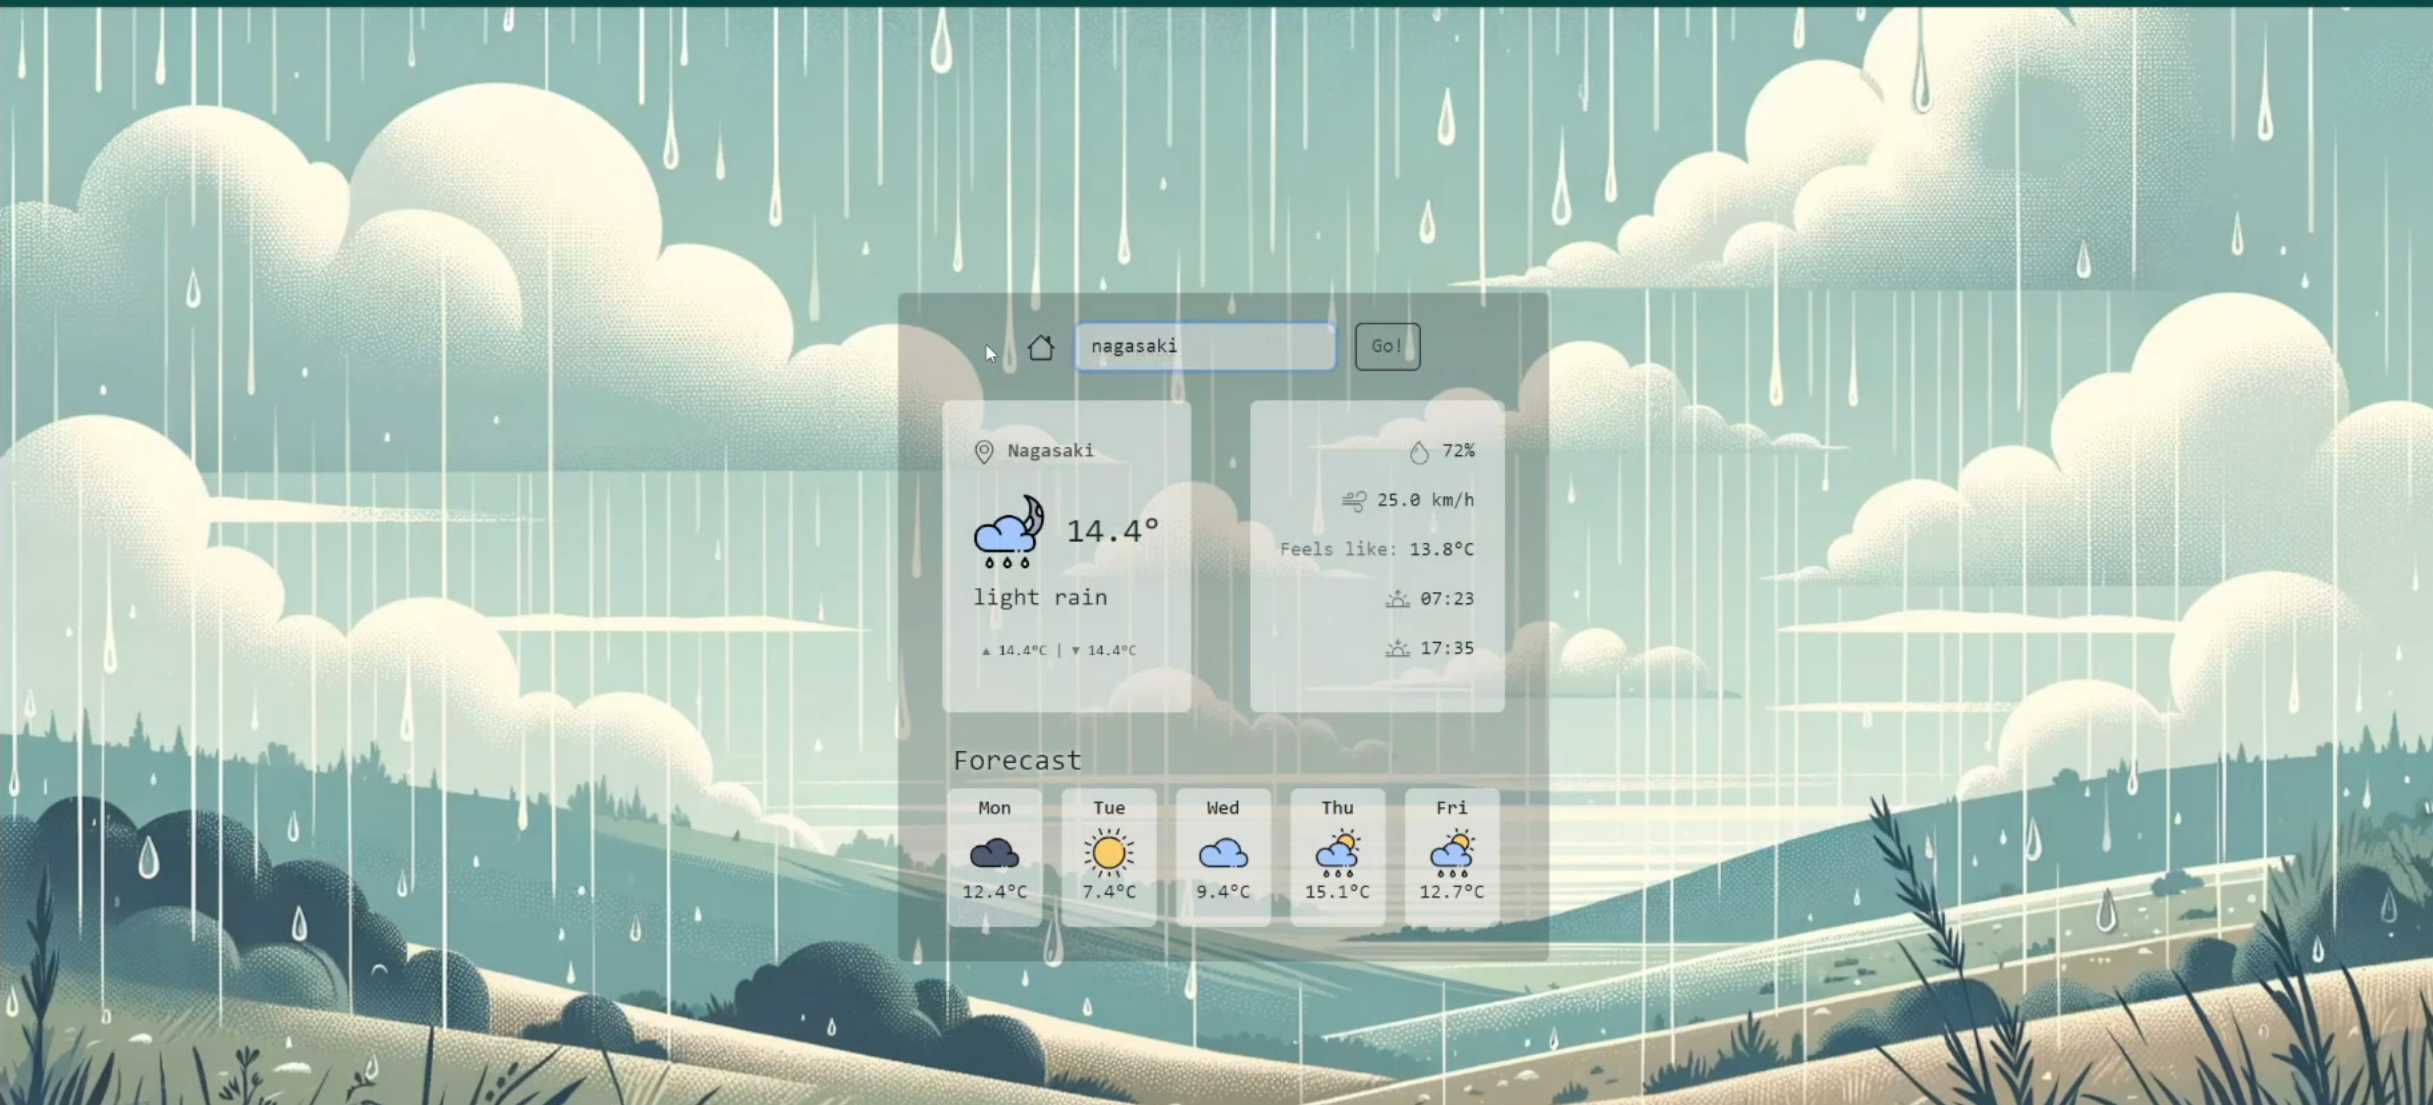 nagasaki
Go!
Nagasaki
14.4°
light rain
▲ 14.4°C | ▼ 14.4°C
72%
25.0 km/h
Feels like: 13.8°C
07:23
17:35
Forecast
Mon Tue Wed Thu Fri
12.4°C 7.4°C 9.4°C 15.1°C 12.7°C